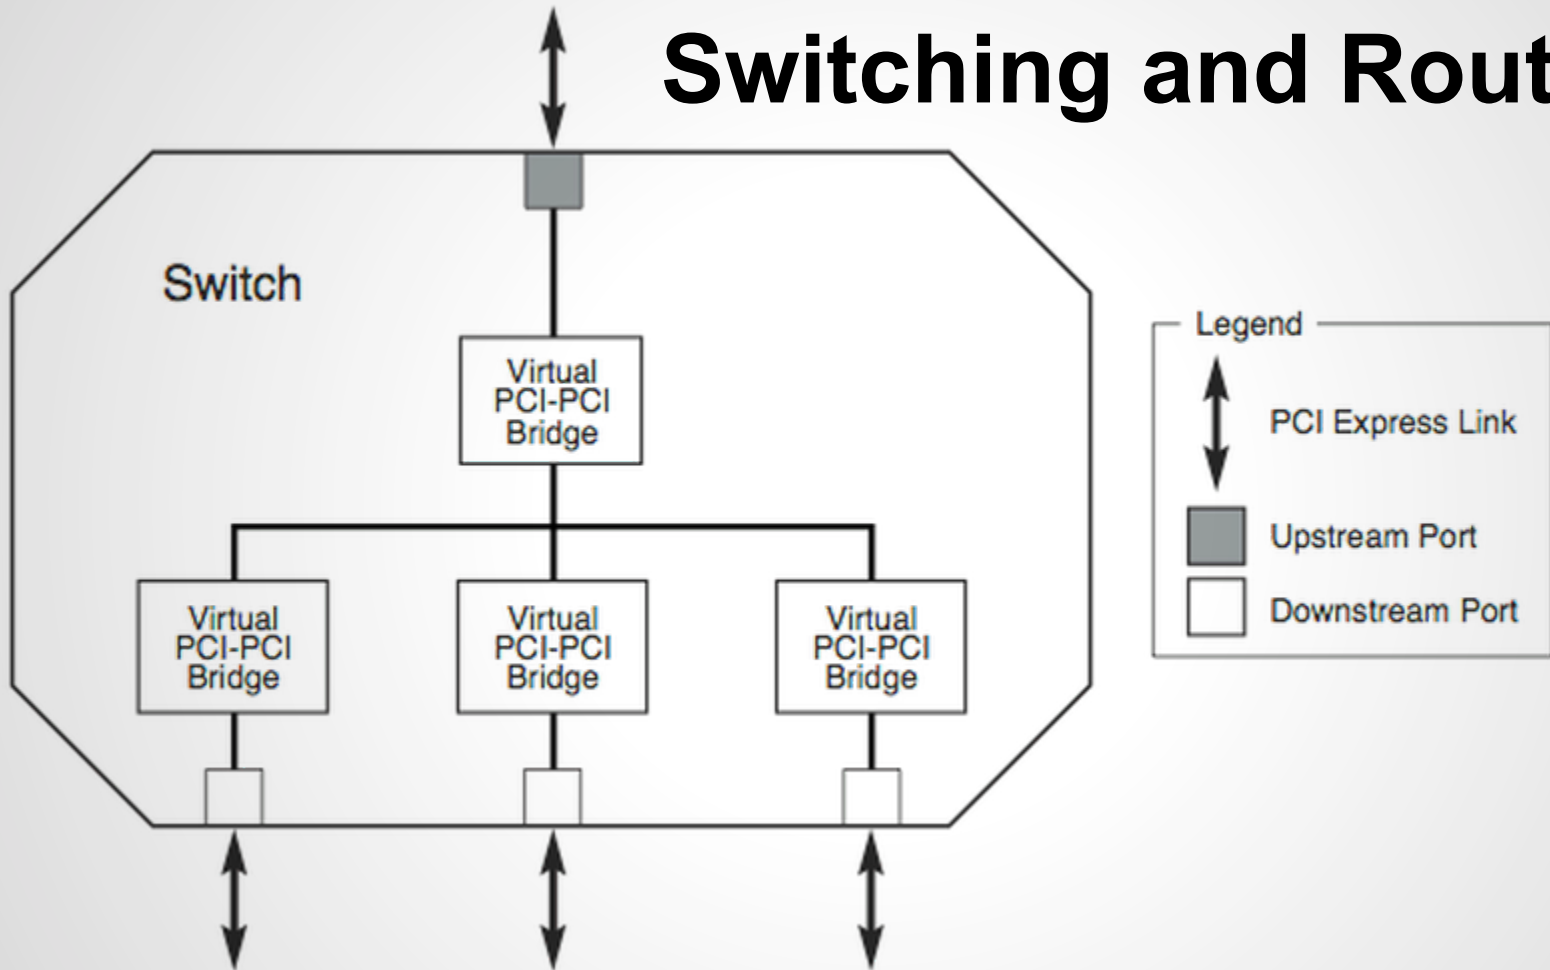 Switching and Rout
Switch
Virtual
PCI-PCI
Bridge
Virtual
PCI-PCI
Bridge
Virtual
PCI-PCI
Bridge
Virtual
PCI-PCI
Bridge
Legend
PCI Express Link
Upstream Port
Downstream Port